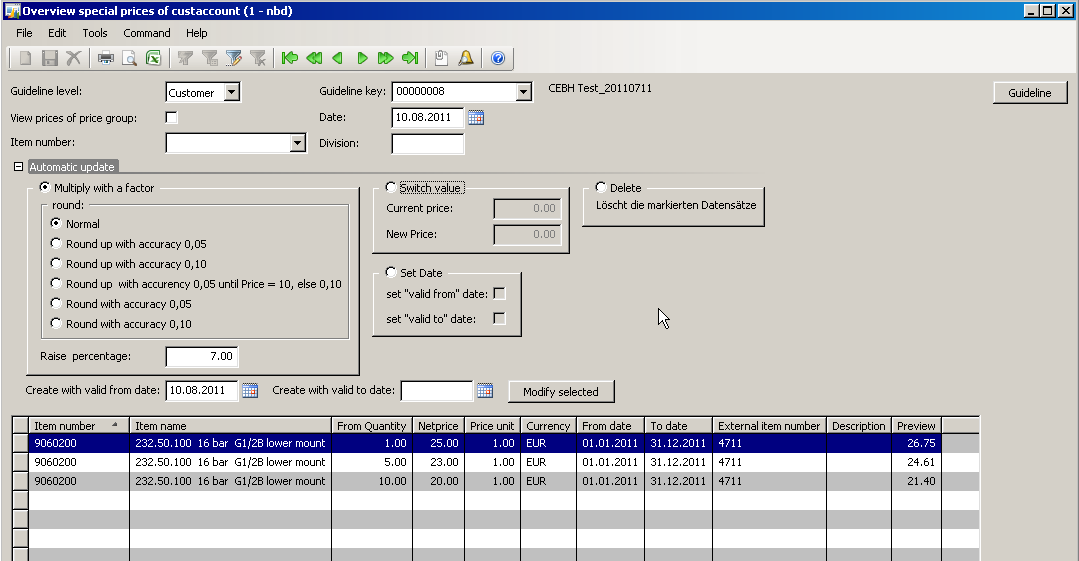 Overview special prices of custaccount (1 - nbd)
File Edit Tools Command Help
Guideline level: Customer Guideline key: 00000008 CEBH Test_20110711 Guideline
View prices of price group: Date: 10.08.2011
Item number: Division:
Automatic update
Multiply with a factor Switch value Delete
round: Current price: 0.00 Löscht die markierten Datensätze
Normal
New Price: 0.00
Round up with accuracy 0,05
Round up with accuracy 0,10
Set Date
Round up with accurency 0,05 until Price = 10, else 0,10
set "valid from" date:
Round with accuracy 0,05
set "valid to" date:
Round with accuracy 0,10
Raise percentage: 7.00
Create with valid from date: 10.08.2011 Create with valid to date: Modify selected
Item number Item name From Quantity Netprice Price unit Currency From date To date External item number Description Preview
9060200 232.50.100 16 bar G1/2B lower mount 1.00 25.00 1.00 EUR 01.01.2011 31.12.2011 4711 26.75
9060200 232.50.100 16 bar G1/2B lower mount 5.00 23.00 1.00 EUR 01.01.2011 31.12.2011 4711 24.61
9060200 232.50.100 16 bar G1/2B lower mount 10.00 20.00 1.00 EUR 01.01.2011 31.12.2011 4711 21.40